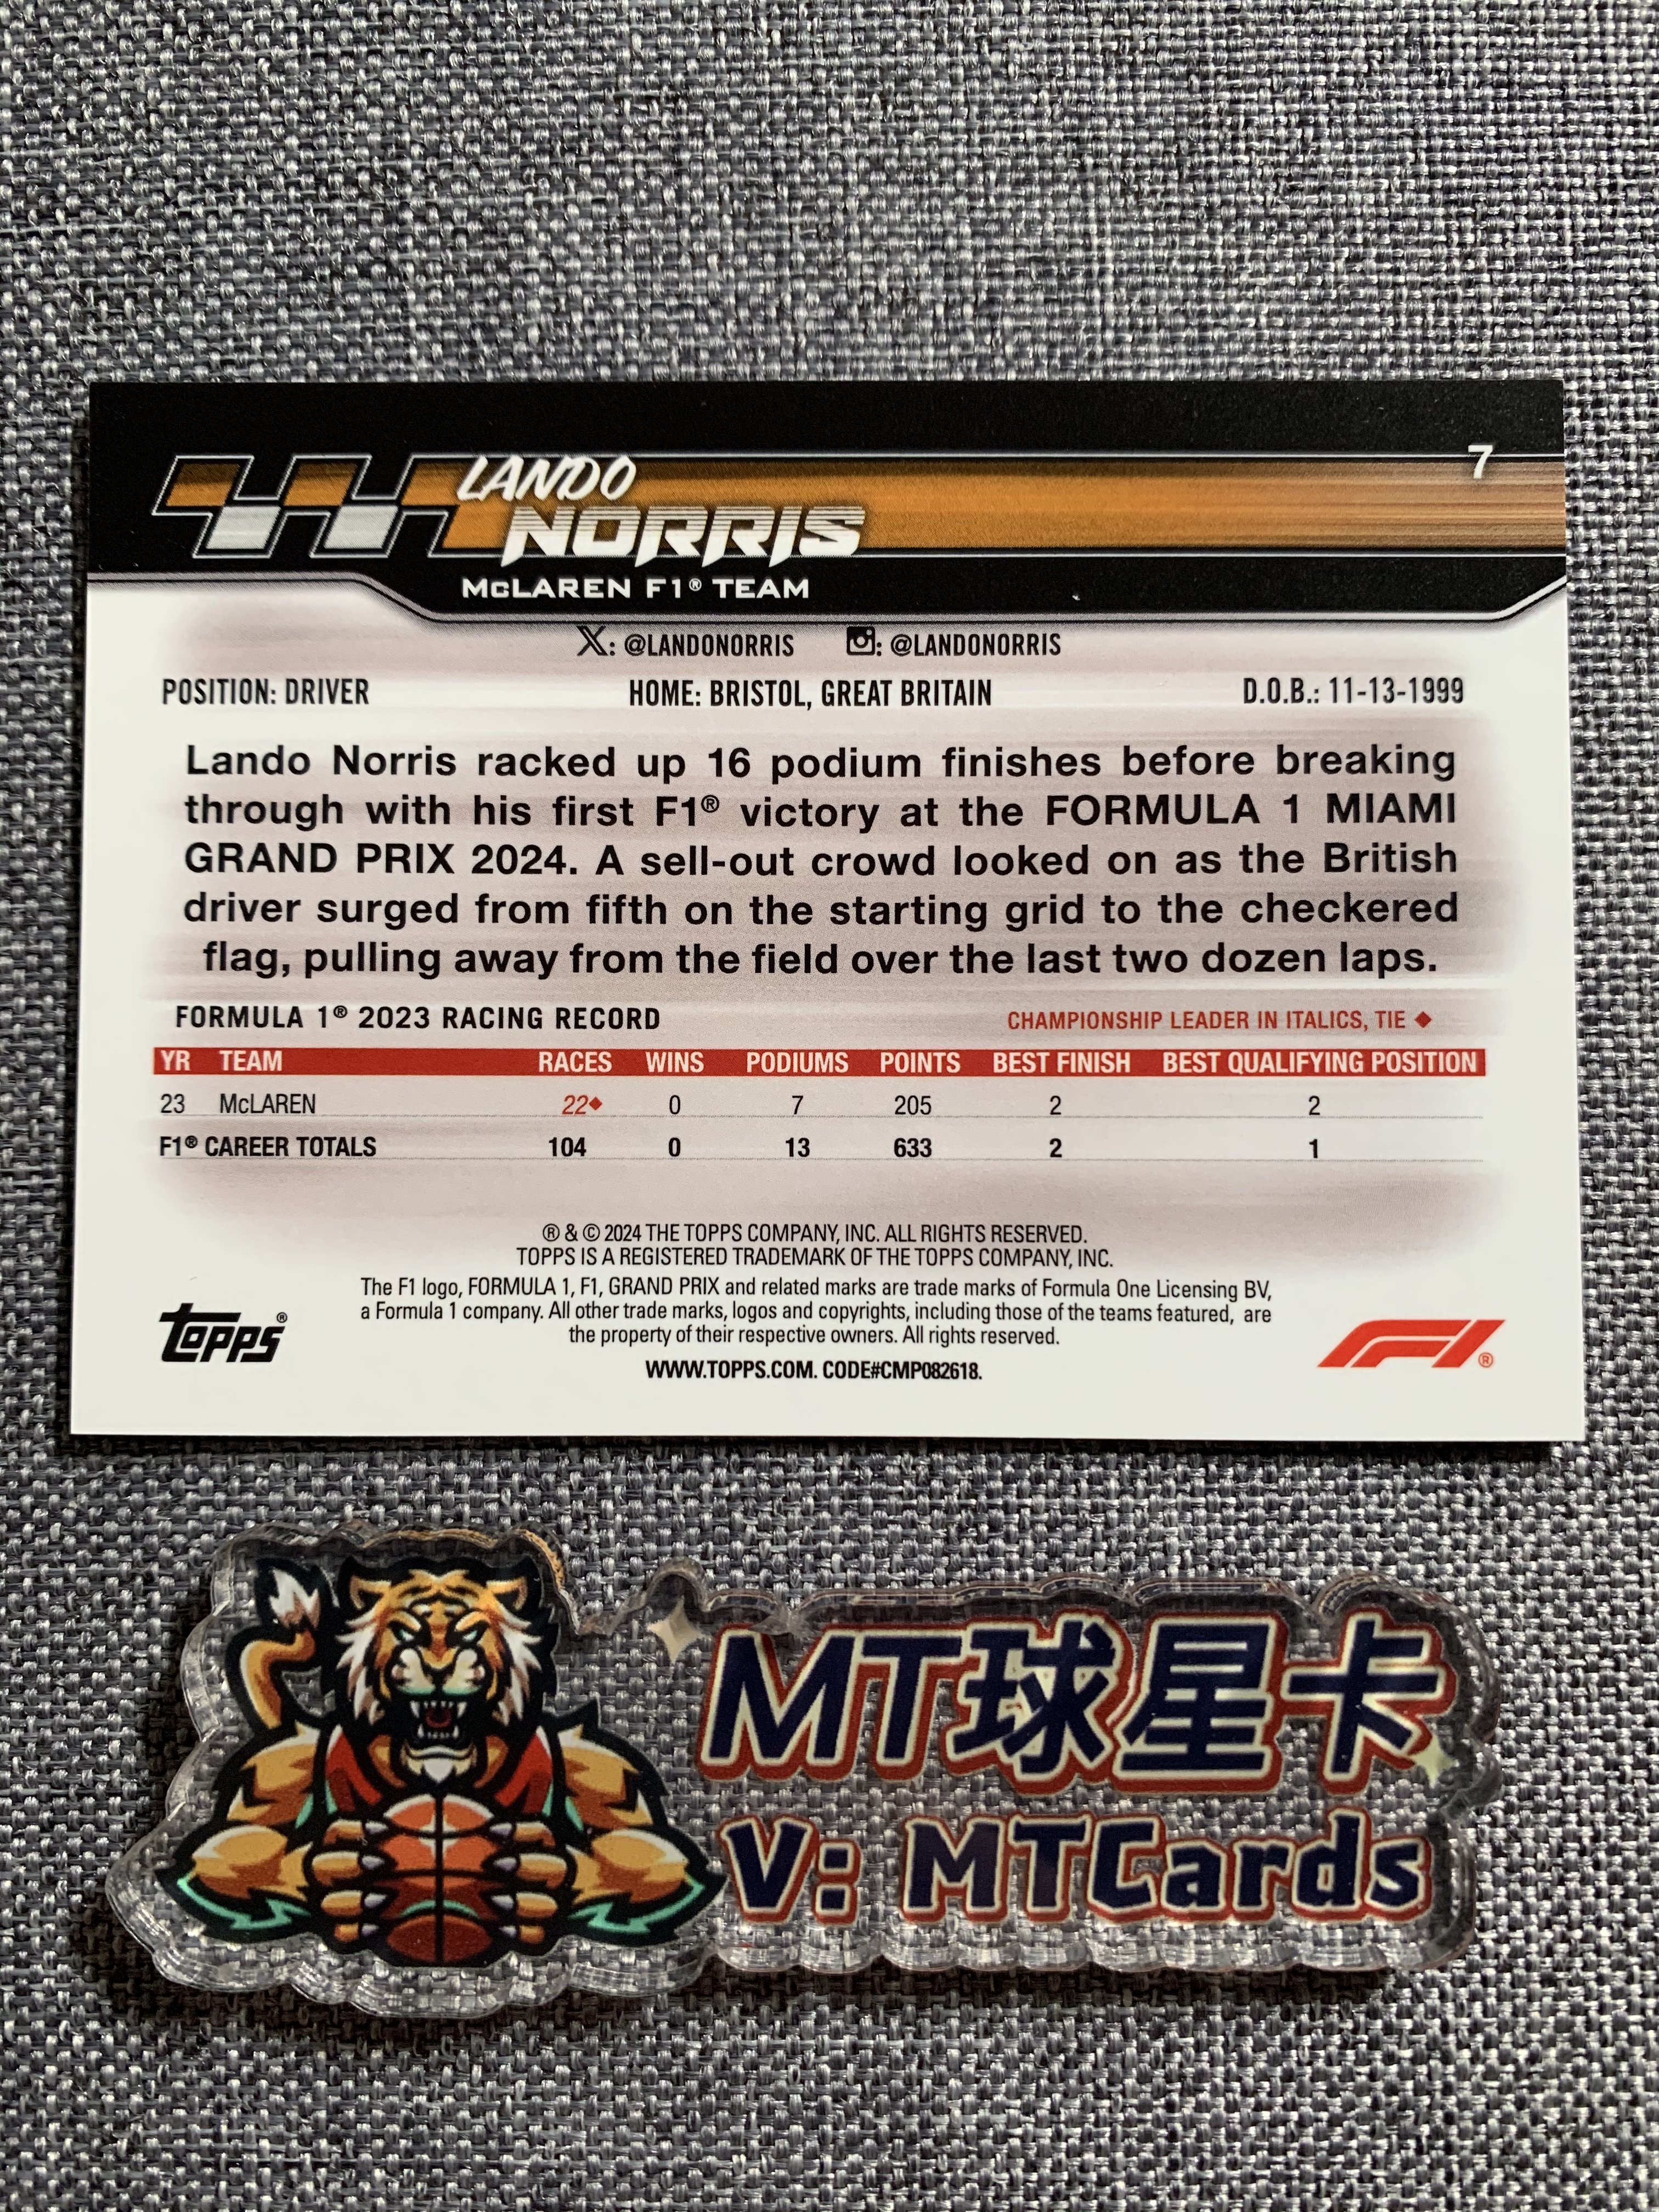 7
LANDO
NORRIS
McLAREN F1® TEAM
X: @LANDONORRIS : @LANDONORRIS
POSITION: DRIVER HOME: BRISTOL, GREAT BRITAIN D.O.B.: 11-13-1999
Lando Norris racked up 16 podium finishes before breaking
through with his first F1® victory at the FORMULA 1 MIAMI
GRAND PRIX 2024. A sell-out crowd looked on as the British
driver surged from fifth on the starting grid to the checkered
flag, pulling away from the field over the last two dozen laps.
FORMULA 1® 2023 RACING RECORD CHAMPIONSHIP LEADER IN ITALICS, TIE ◆
YR TEAM RACES WINS PODIUMS POINTS BEST FINISH BEST QUALIFYING POSITION
23 McLAREN 22◆ 0 7 205 2 2
F1® CAREER TOTALS 104 0 13 633 2 1
® & © 2024 THE TOPPS COMPANY, INC. ALL RIGHTS RESERVED.
TOPPS IS A REGISTERED TRADEMARK OF THE TOPPS COMPANY, INC.
The F1 logo, FORMULA 1, F1, GRAND PRIX and related marks are trade marks of Formula One Licensing BV,
a Formula 1 company. All other trade marks, logos and copyrights, including those of the teams featured, are
the property of their respective owners. All rights reserved.
WWW.TOPPS.COM. CODE#CMP082618.
Topps®
F1®
MT球星卡
V: MTCards